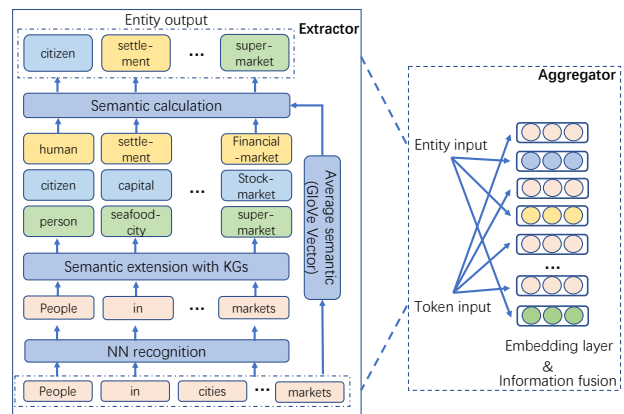 Entity output
Extractor
citizen
settle-
ment
...
super-
market
Semantic calculation
human
settle-
ment
Financial
-market
citizen
capital
...
Stock-
market
person
seafood-
city
super-
market
Average semantic
(GloVe Vector)
Semantic extension with KGs
People
in
...
markets
NN recognition
People
in
cities
...
markets
Aggregator
Entity input
Token input
...
Embedding layer
&
Information fusion